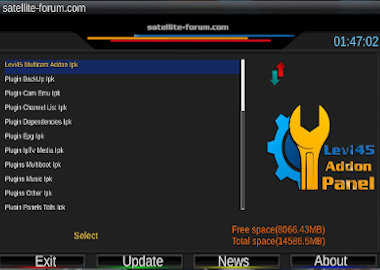 satellite-forum.com
satellite-forum.com
01:47:02
Levi45 Multicam Addon Ipk
Plugin BackUp Ipk
Plugin Cam Emu Ipk
Plugin Channel List Ipk
Plugin Dependencies Ipk
Plugin Epg Ipk
Plugin IpTv Media Ipk
Plugins Multiboot Ipk
Plugins Music Ipk
Plugins Other Ipk
Plugin Panels Tolls Ipk
Levi45
Addon
Panel
Select
Free space(8066.43MB)
Total space(14586.5MB)
Exit
Update
News
About